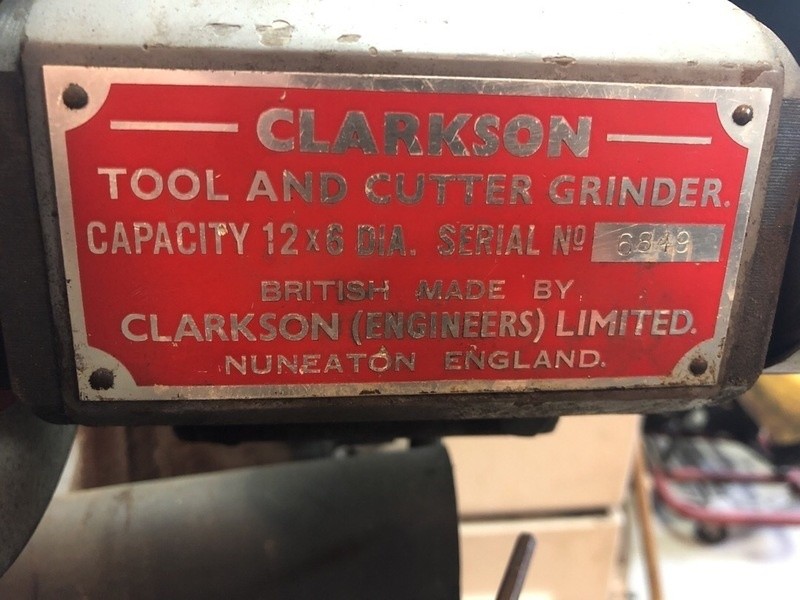 CLARKSON
TOOL AND CUTTER GRINDER.
CAPACITY 12 x 6 DIA. SERIAL Nº 6849
BRITISH MADE BY
CLARKSON (ENGINEERS) LIMITED.
NUNEATON ENGLAND.